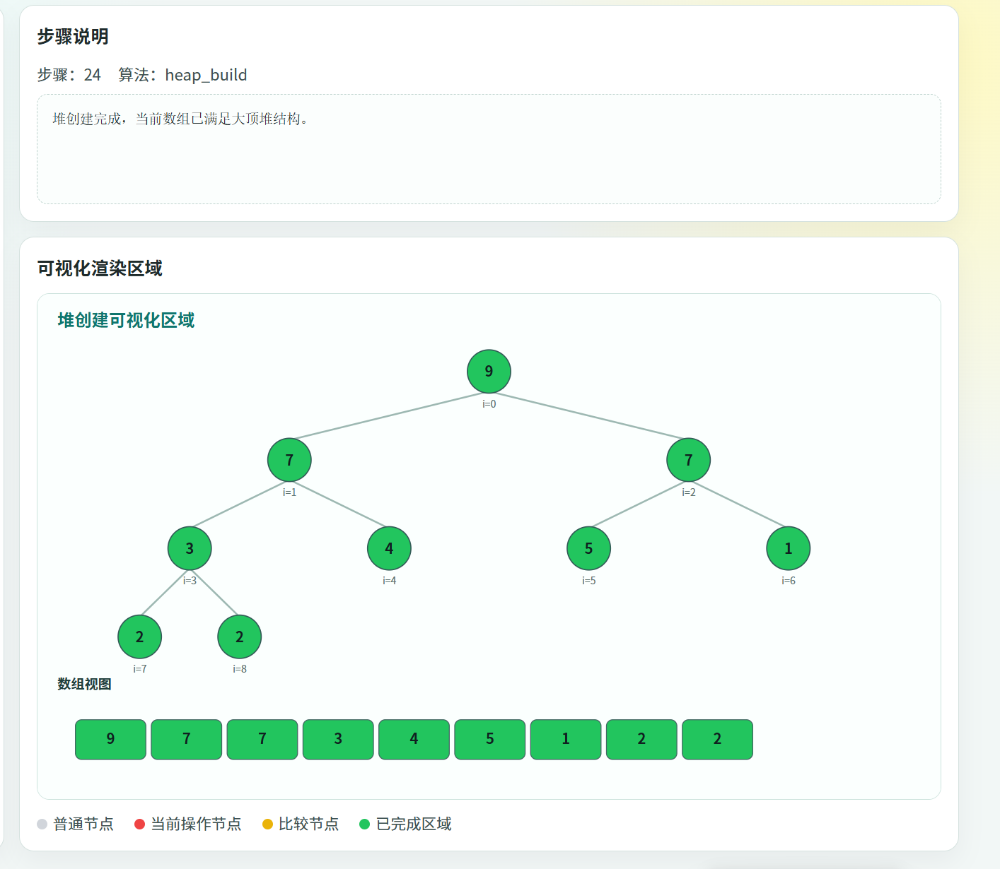 步骤说明
步骤：24 算法：heap_build
堆创建完成，当前数组已满足大顶堆结构。
可视化渲染区域
堆创建可视化区域
9
i=0
7 7
i=1 i=2
3 4 5 1
i=3 i=4 i=5 i=6
2 2
i=7 i=8
数组视图
9 7 7 3 4 5 1 2 2
普通节点 当前操作节点 比较节点 已完成区域